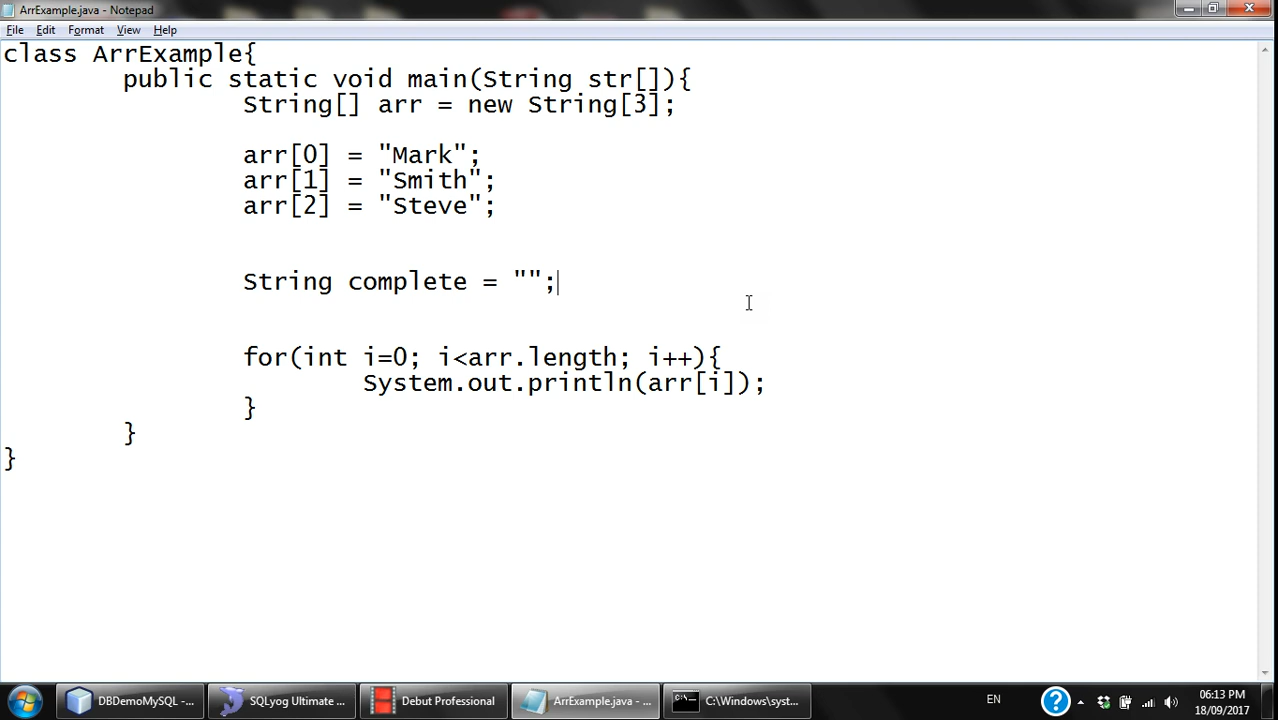 ArrExample.java - Notepad
File Edit Format View Help
class ArrExample{
public static void main(String str[]){
String[] arr = new String[3];
arr[0] = "Mark";
arr[1] = "Smith";
arr[2] = "Steve";
String complete = "";
for(int i=0; i<arr.length; i++){
System.out.println(arr[i]);
}
}
}
DBDemoMySQL -... SQLyog Ultimate ... Debut Professional ArrExample.java - ... C:\Windows\syst... EN 06:13 PM
18/09/2017